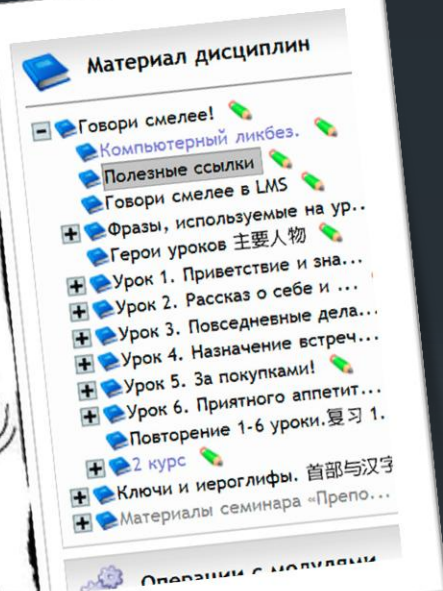 Материал дисциплин
Говори смелее!
Компьютерный ликбез.
Полезные ссылки
Говори смелее в LMS
Фразы, используемые на ур..
Герои уроков 主要人物
Урок 1. Приветствие и зна...
Урок 2. Рассказ о себе и ...
Урок 3. Повседневные дела...
Урок 4. Назначение встреч...
Урок 5. За покупками!
Урок 6. Приятного аппетит...
Повторение 1-6 уроки.复习 1.
2 курс
Ключи и иероглифы. 首部与汉字
Материалы семинара «Препо...
Операции с модулями